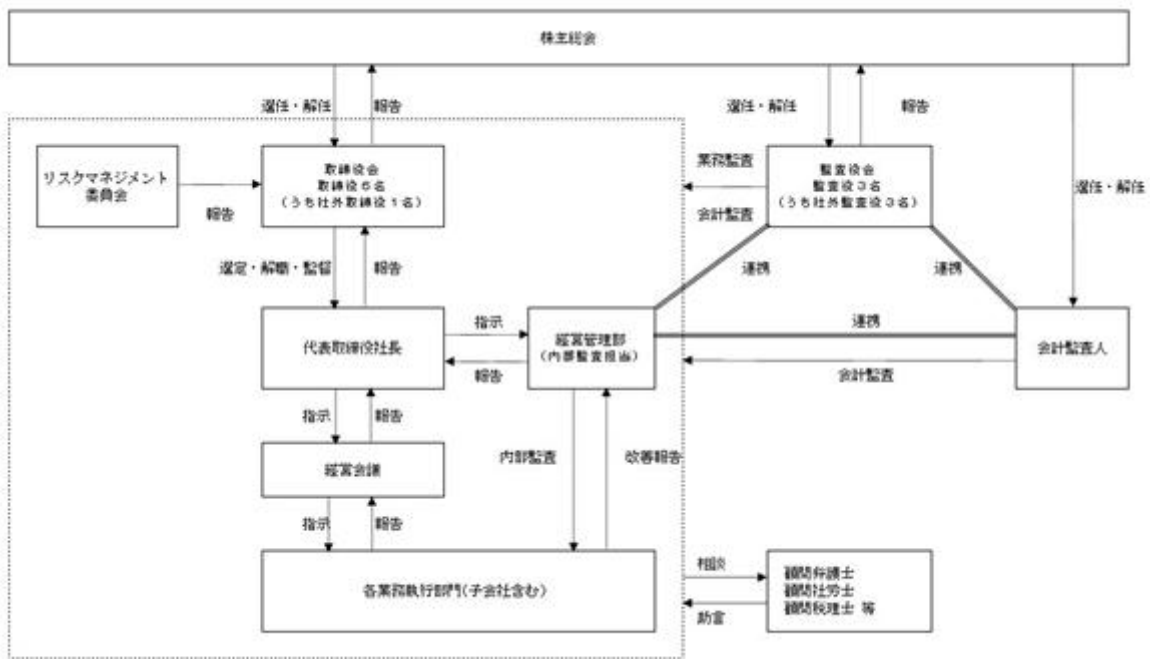 株主総会
選任・解任
報告
選任・解任
報告
選任・解任
リスクマネジメント
委員会
報告
取締役会
取締役6名
(うち社外取締役1名)
業務監査
会計監査
監査役会
監査役3名
(うち社外監査役3名)
選定・解職・監督
報告
連携
連携
代表取締役社長
指示
報告
経営管理部
(内部監査担当)
連携
会計監査
会計監査人
指示
報告
経営会議
内部監査
改善報告
指示
報告
各業務執行部門(子会社含む)
相談
助言
顧問弁護士
顧問社労士
顧問税理士 等